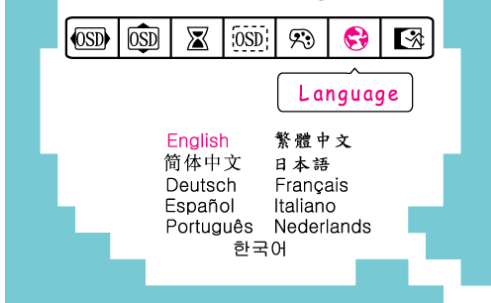 OSD OSD OSD
Language
English 繁體中文
简体中文 日本語
Deutsch Français
Español Italiano
Português Nederlands
한국어